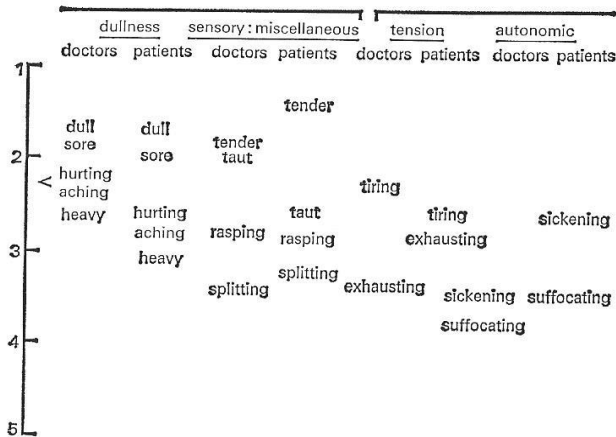 dullness sensory: miscellaneous tension autonomic
doctors patients doctors patients doctors patients doctors patients
1
tender
dull dull tender
sore sore taut
2
< hurting tiring
aching
heavy hurting taut tiring sickening
aching rasping rasping exhausting
3
heavy
splitting splitting exhausting sickening suffocating
suffocating
4
5